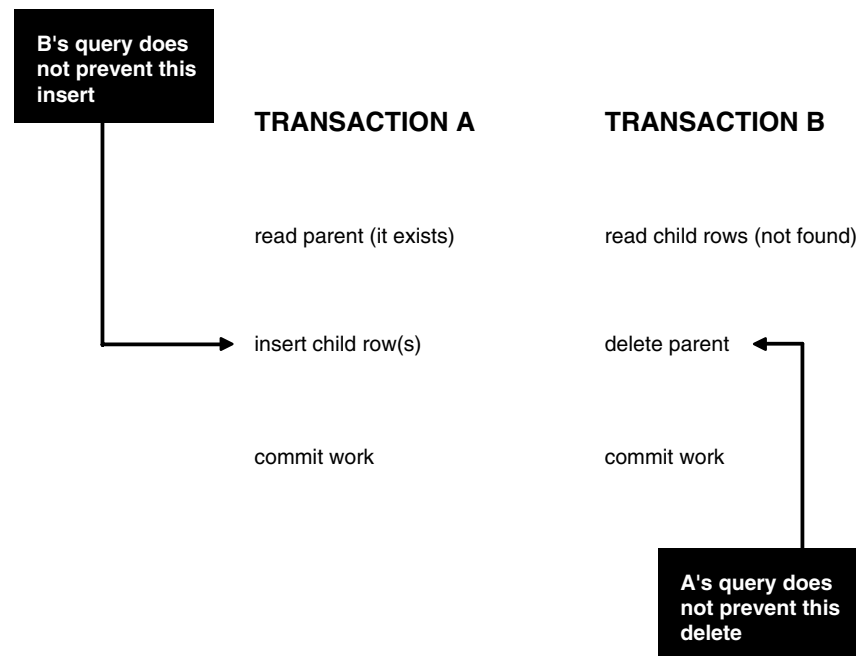 B's query does
not prevent this
insert
TRANSACTION A
TRANSACTION B
read parent (it exists)
read child rows (not found)
insert child row(s)
delete parent
commit work
commit work
A's query does
not prevent this
delete